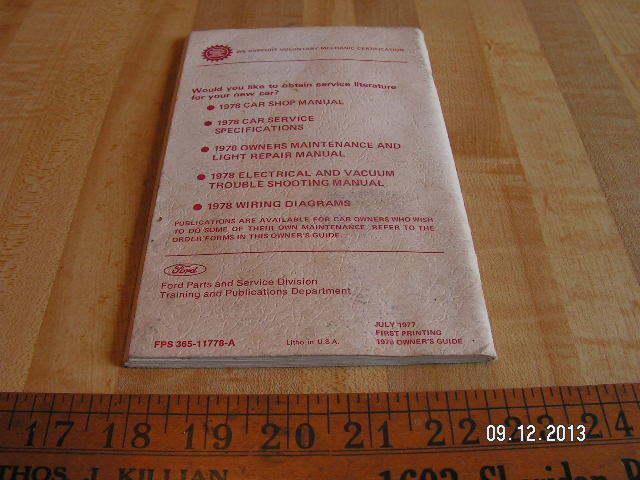 WE SUPPORT VOLUNTARY MECHANIC CERTIFICATION
Would you like to obtain service literature
for your new car?
● 1978 CAR SHOP MANUAL
● 1978 CAR SERVICE
SPECIFICATIONS
● 1978 OWNERS MAINTENANCE AND
LIGHT REPAIR MANUAL
● 1978 ELECTRICAL AND VACUUM
TROUBLE SHOOTING MANUAL
● 1978 WIRING DIAGRAMS
PUBLICATIONS ARE AVAILABLE FOR CAR OWNERS WHO WISH
TO DO SOME OF THEIR OWN MAINTENANCE. REFER TO THE
ORDER FORMS IN THIS OWNER'S GUIDE.
Ford
Ford Parts and Service Division
Training and Publications Department
JULY 1977
FIRST PRINTING
FPS 365-11778-A Litho in U.S.A. 1978 OWNER'S GUIDE
17 18 19 20 21 22 23 24
09.12.2013
THOS J. KILLIAN 1602 Sheridan